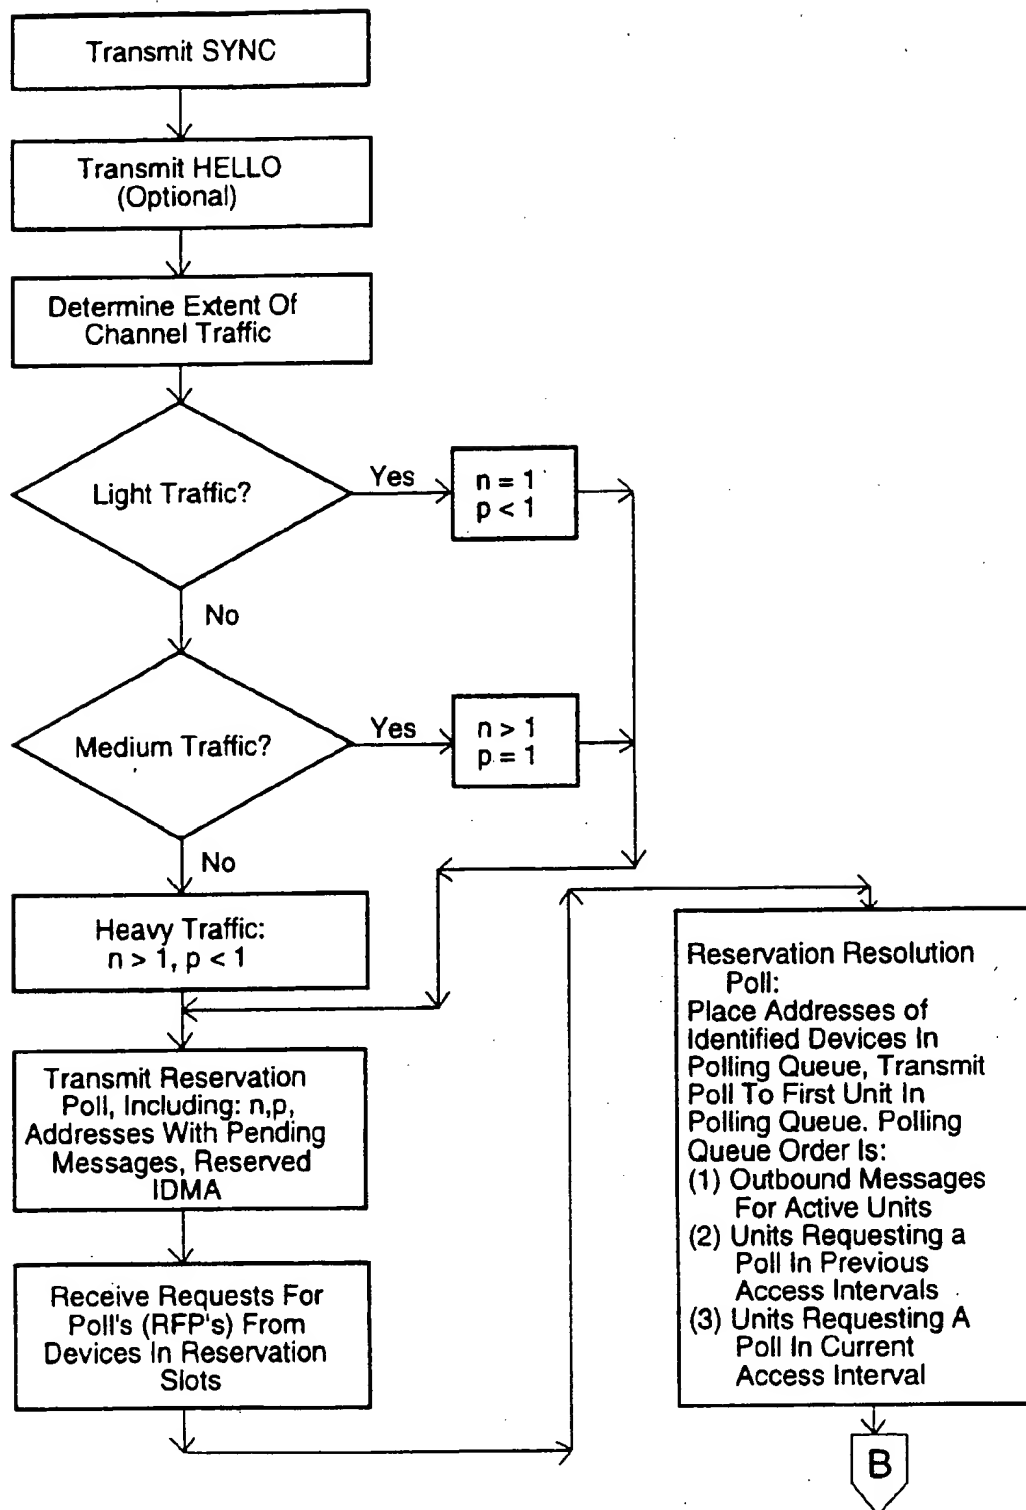 Transmit SYNC
Transmit HELLO
(Optional)
Determine Extent Of
Channel Traffic
Light Traffic?
Yes
n = 1
p < 1
No
Medium Traffic?
Yes
n > 1
p = 1
No
Heavy Traffic:
n > 1, p < 1
Transmit Reservation
Poll, Including: n,p,
Addresses With Pending
Messages, Reserved
IDMA
Receive Requests For
Poll's (RFP's) From
Devices In Reservation
Slots
Reservation Resolution
Poll:
Place Addresses of
Identified Devices In
Polling Queue, Transmit
Poll To First Unit In
Polling Queue. Polling
Queue Order Is:
(1) Outbound Messages
For Active Units
(2) Units Requesting a
Poll In Previous
Access Intervals
(3) Units Requesting A
Poll In Current
Access Interval
B